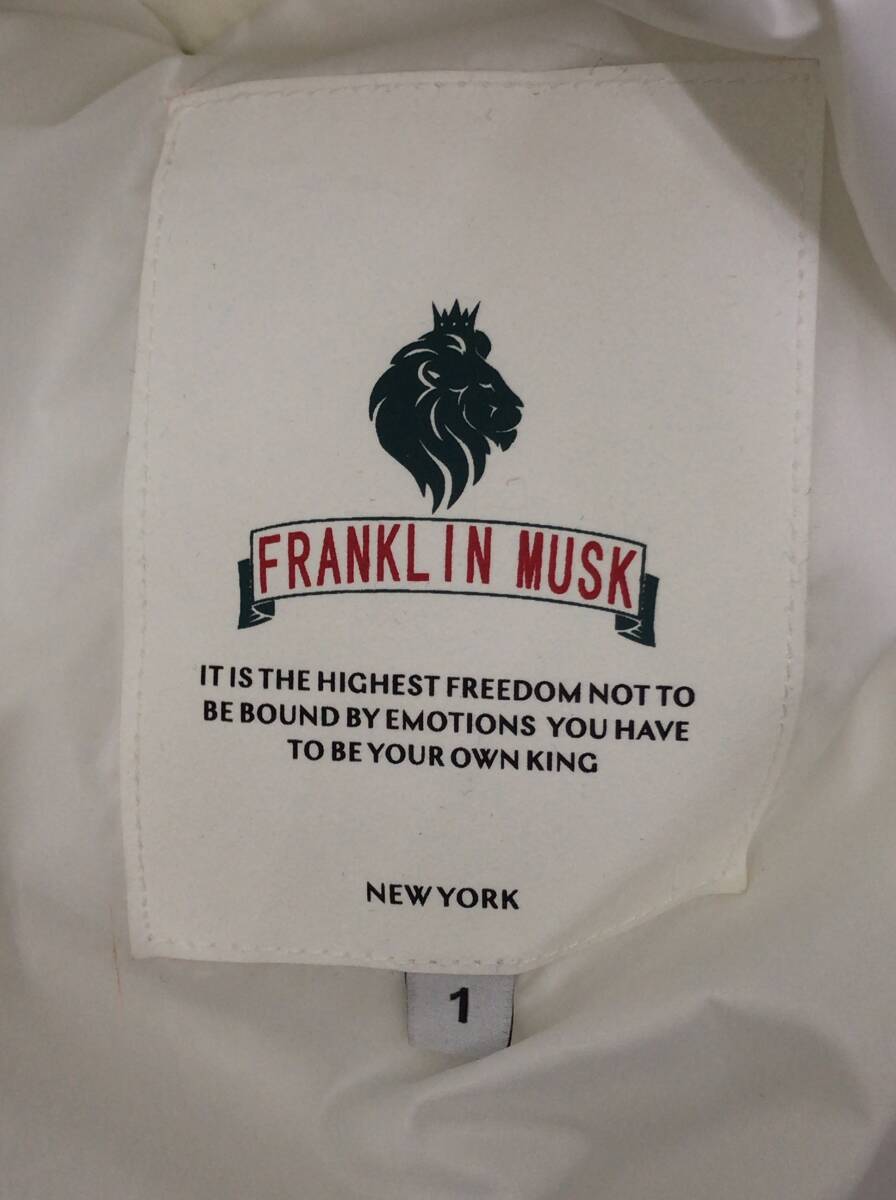 FRANKLIN MUSK
IT IS THE HIGHEST FREEDOM NOT TO
BE BOUND BY EMOTIONS YOU HAVE
TO BE YOUR OWN KING
NEW YORK
1